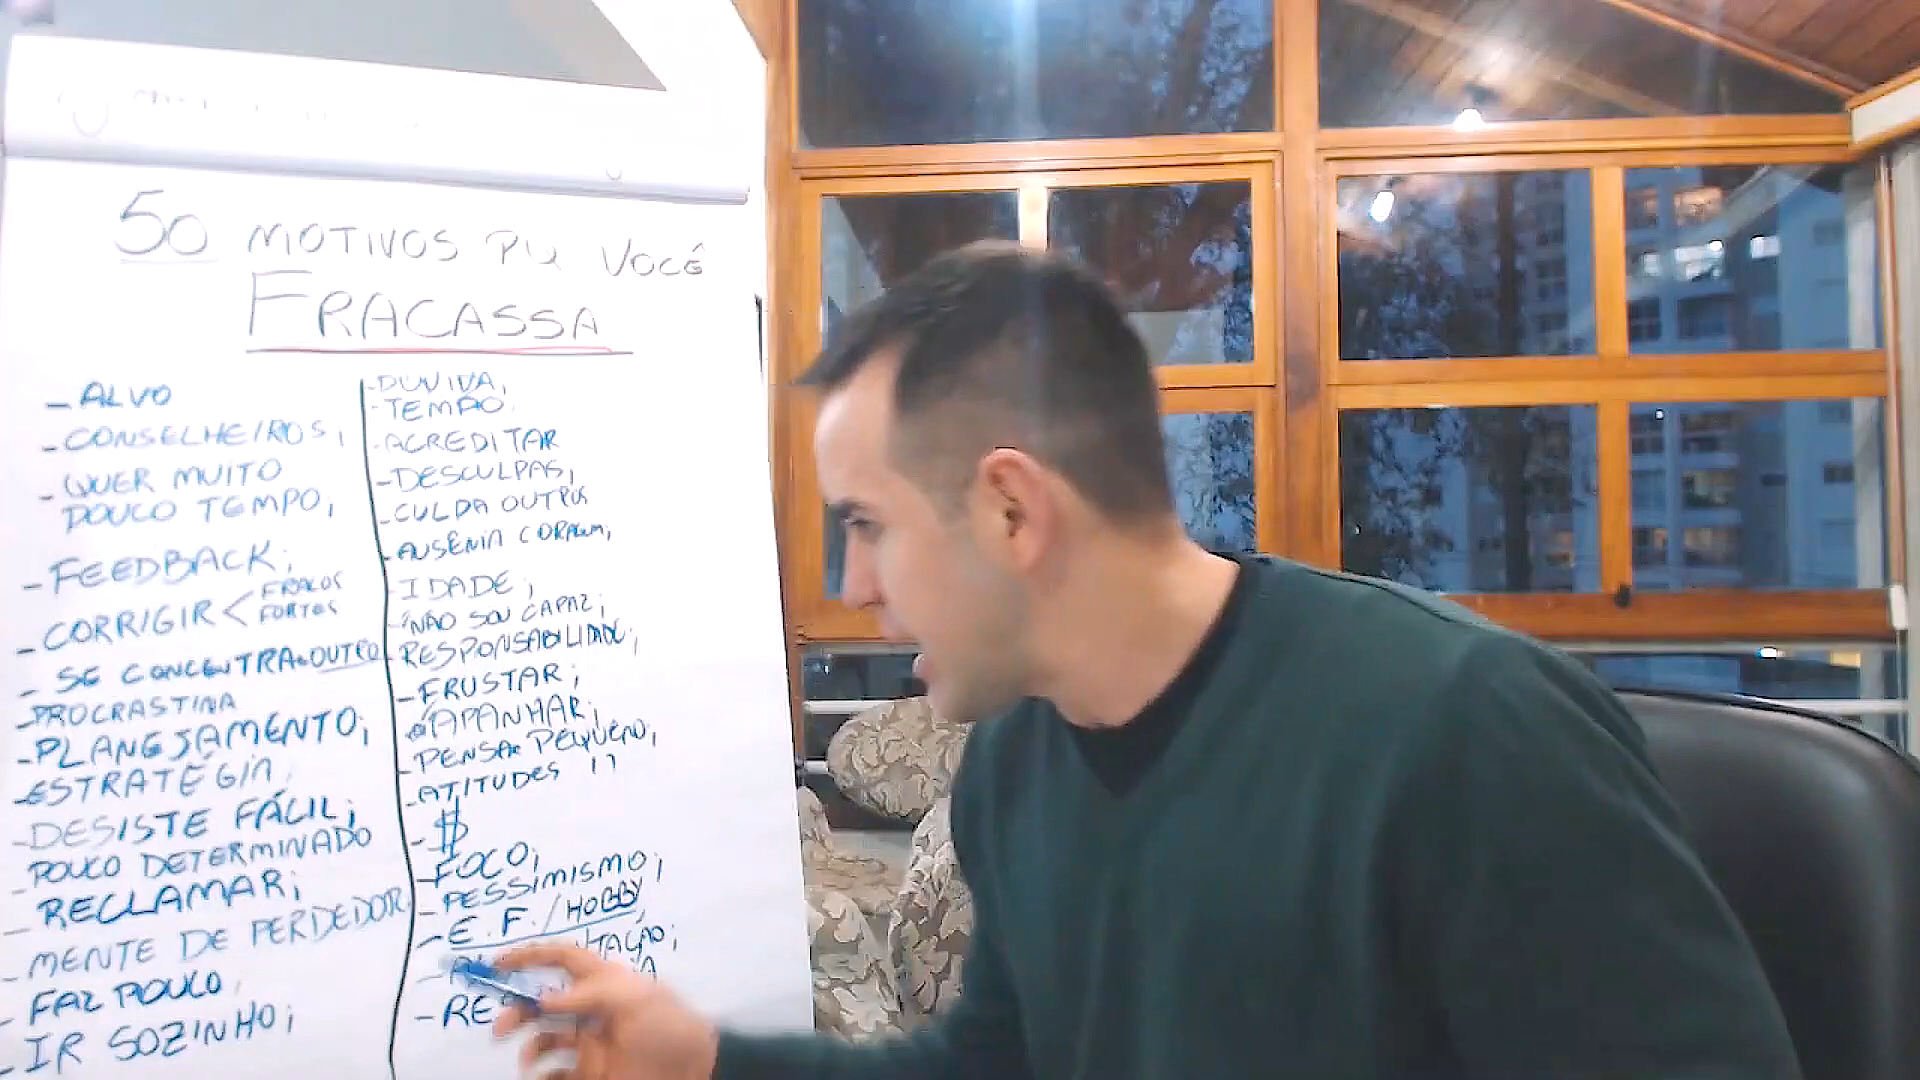 50 MOTIVOS PQ VOCÊ
FRACASSA
- ALVO
- CONSELHEIROS;
- QUER MUITO
POUCO TEMPO;
- FEEDBACK;
- CORRIGIR < FRACOS
FORTES
- SE CONCENTRA OUTRO
- PROCRASTINA
- PLANEJAMENTO;
- ESTRATÉGIA
- DESISTE FÁCIL;
- POUCO DETERMINADO
- RECLAMAR;
- MENTE DE PERDEDOR
- FAZ POUCO
- IR SOZINHO;
- DUVIDA,
- TEMPO
- ACREDITAR
- DESCULPAS,
- CULPA OUTROS
- AUSENIA CORAGEM;
- IDADE;
- NÃO SOU CAPAZ;
- RESPONSABILIDADE;
- FRUSTAR;
- APANHAR;
- PENSAR PEQUENO;
- ATITUDES !?
- $
- FOCO;
- PESSIMISMO;
- E.F. / HOBBY